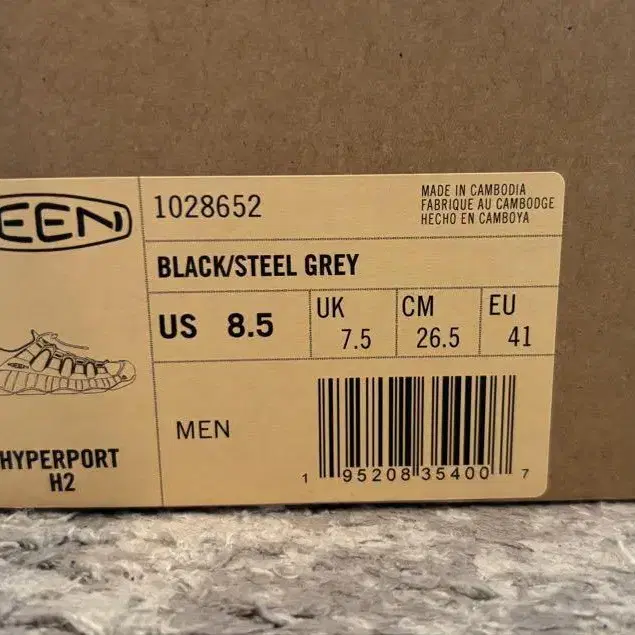 EEN
1028652
MADE IN CAMBODIA
FABRIQUE AU CAMBODGE
HECHO EN CAMBOYA
BLACK/STEEL GREY
US 8.5
UK 7.5
CM 26.5
EU 41
MEN
HYPERPORT
H2
1 95208 35400 7